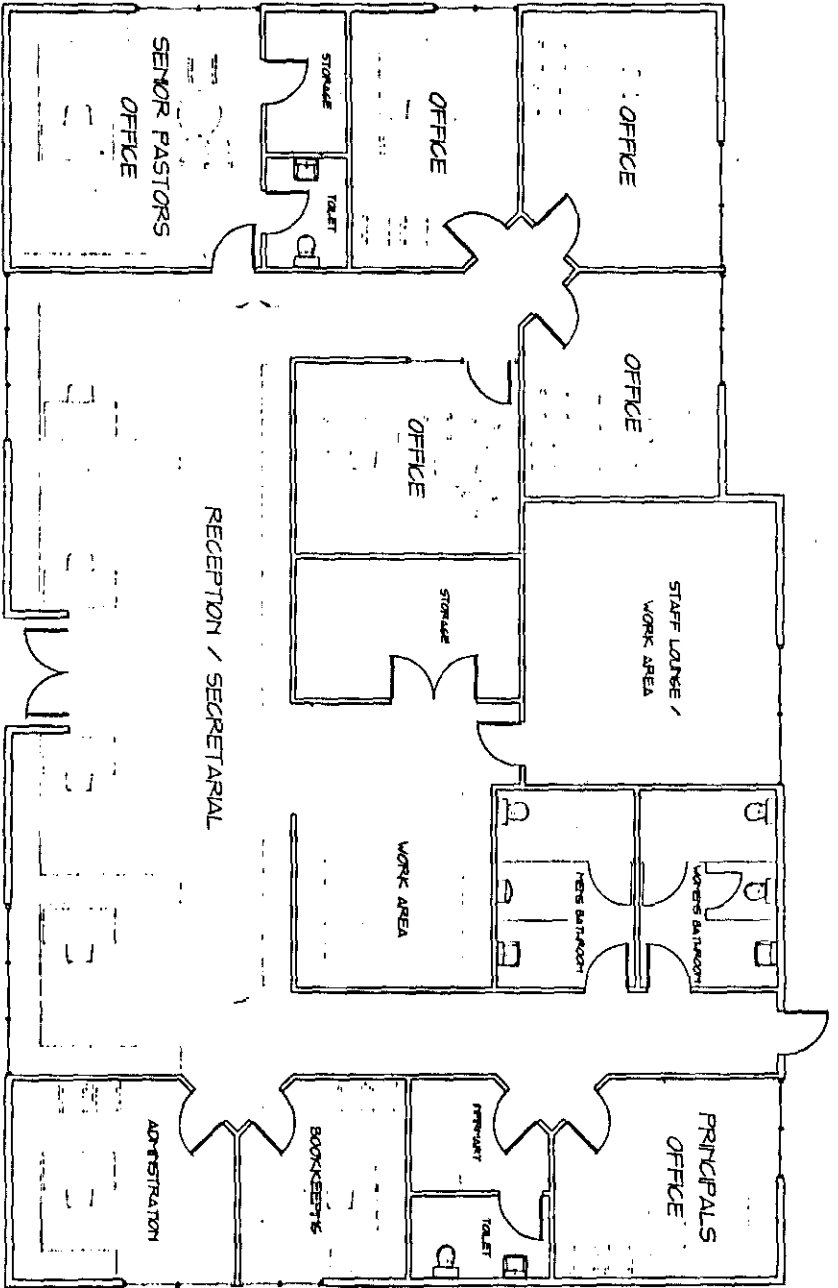 OFFICE
OFFICE
STAFF LOUNGE /
WORK AREA
WOMENS BATHROOM
PRINCIPALS
OFFICE
MENS BATHROOM
OFFICE
OFFICE
STORAGE
WORK AREA
INFIRMARY
TOILET
STORAGE
TOILET
BOOKKEEPING
SENIOR PASTORS
OFFICE
RECEPTION / SECRETARIAL
ADMINISTRATION